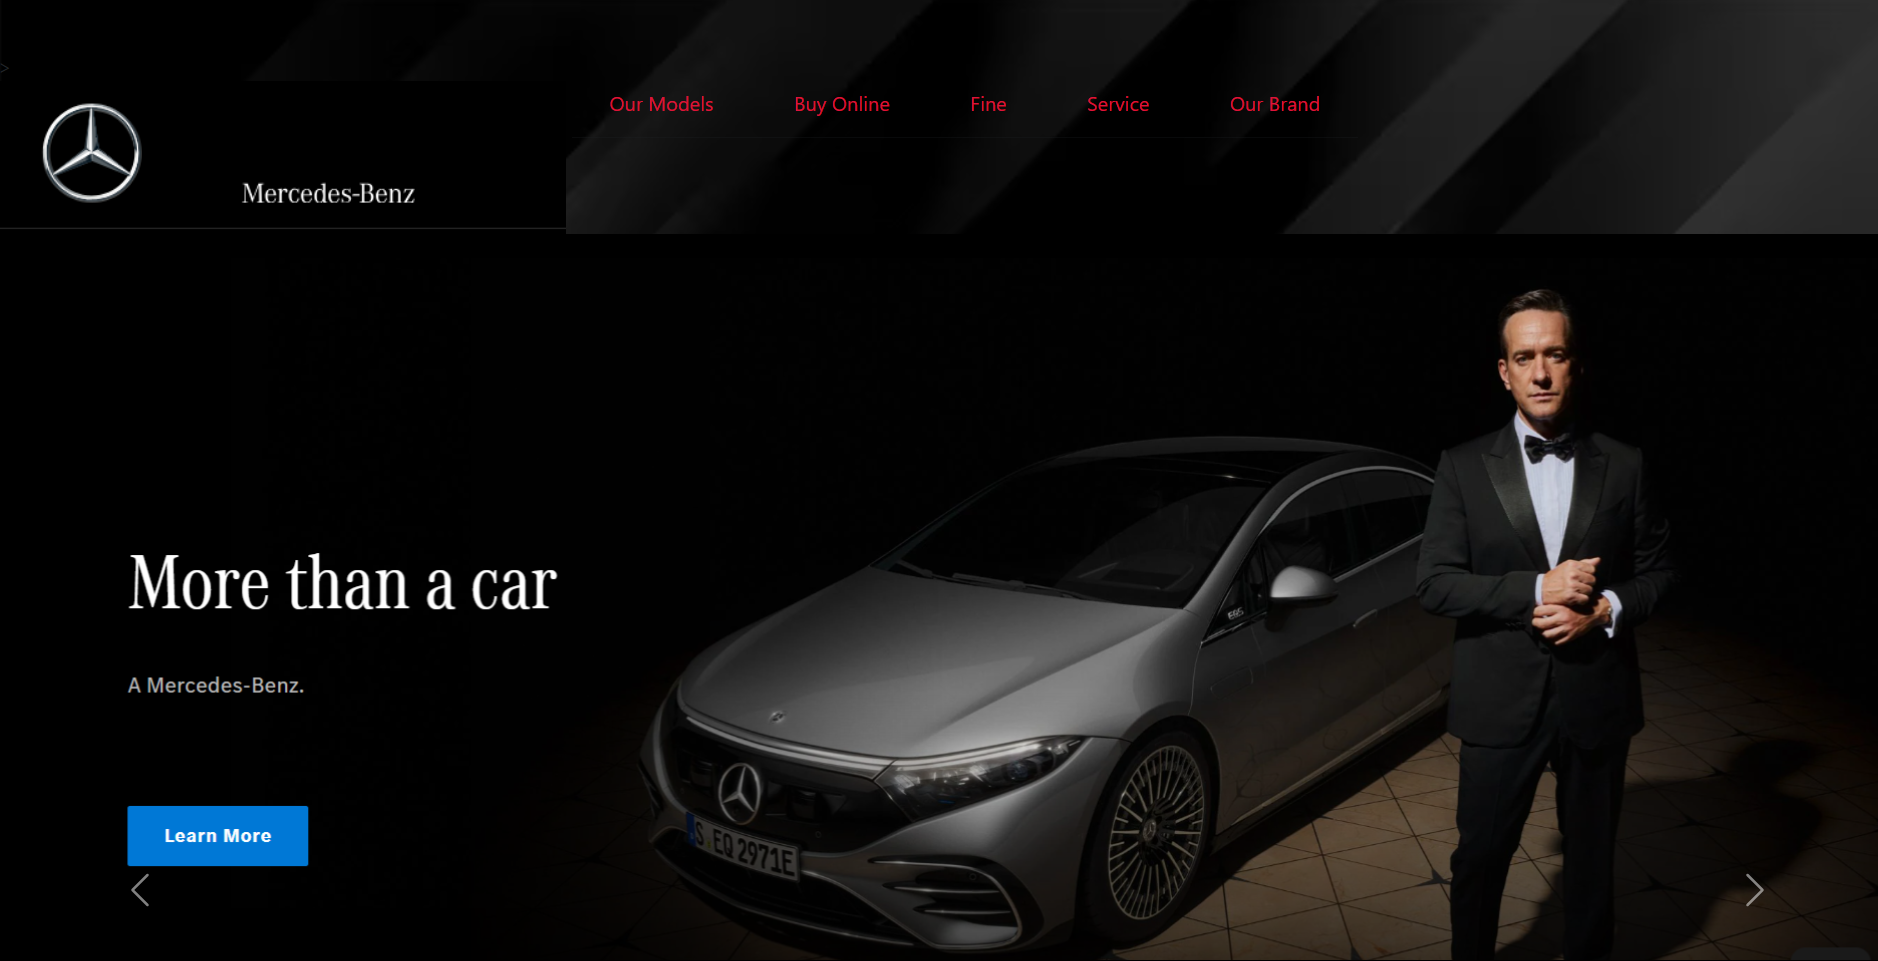 >
Our Models Buy Online Fine Service Our Brand
Mercedes-Benz
More than a car
A Mercedes-Benz.
EQS
S EQ 2971E
Learn More